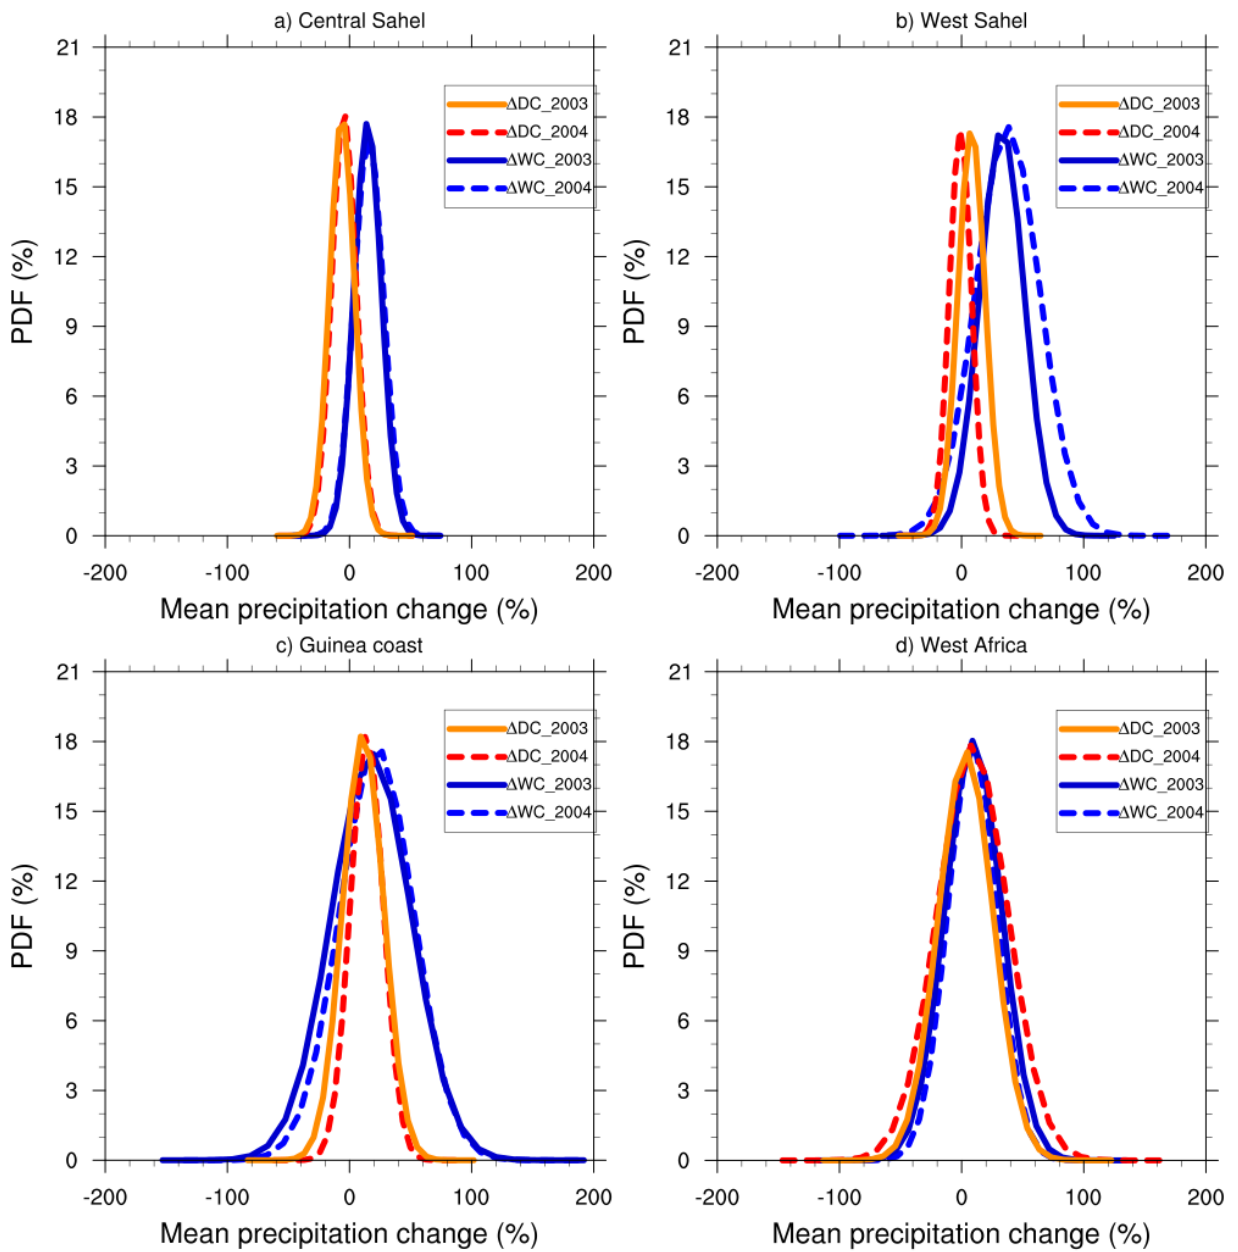 a) Central Sahel
21
18
15
12
9
6
3
0
PDF (%)
ΔDC_2003
ΔDC_2004
ΔWC_2003
ΔWC_2004
-200 -100 0 100 200
Mean precipitation change (%)
b) West Sahel
21
18
15
12
9
6
3
0
PDF (%)
ΔDC_2003
ΔDC_2004
ΔWC_2003
ΔWC_2004
-200 -100 0 100 200
Mean precipitation change (%)
c) Guinea coast
21
18
15
12
9
6
3
0
PDF (%)
ΔDC_2003
ΔDC_2004
ΔWC_2003
ΔWC_2004
-200 -100 0 100 200
Mean precipitation change (%)
d) West Africa
21
18
15
12
9
6
3
0
PDF (%)
ΔDC_2003
ΔDC_2004
ΔWC_2003
ΔWC_2004
-200 -100 0 100 200
Mean precipitation change (%)